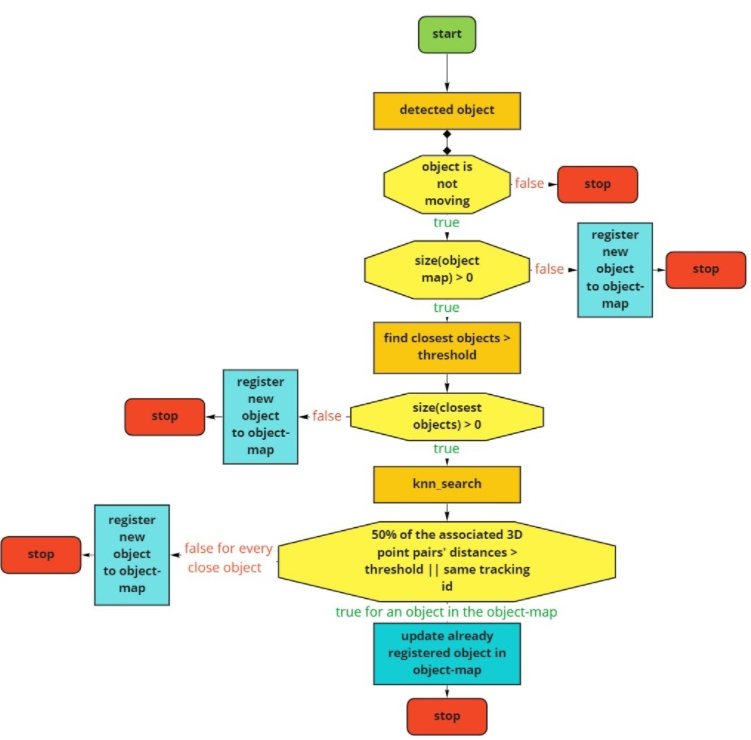 start
detected object
object is
not
moving
false
stop
true
size(object
map) > 0
false
register
new
object
to object-
map
stop
true
find closest objects >
threshold
size(closest
objects) > 0
false
register
new
object
to object-
map
stop
true
knn_search
50% of the associated 3D
point pairs' distances >
threshold || same tracking
id
false for every
close object
register
new
object
to object-
map
stop
true for an object in the object-map
update already
registered object in
object-map
stop